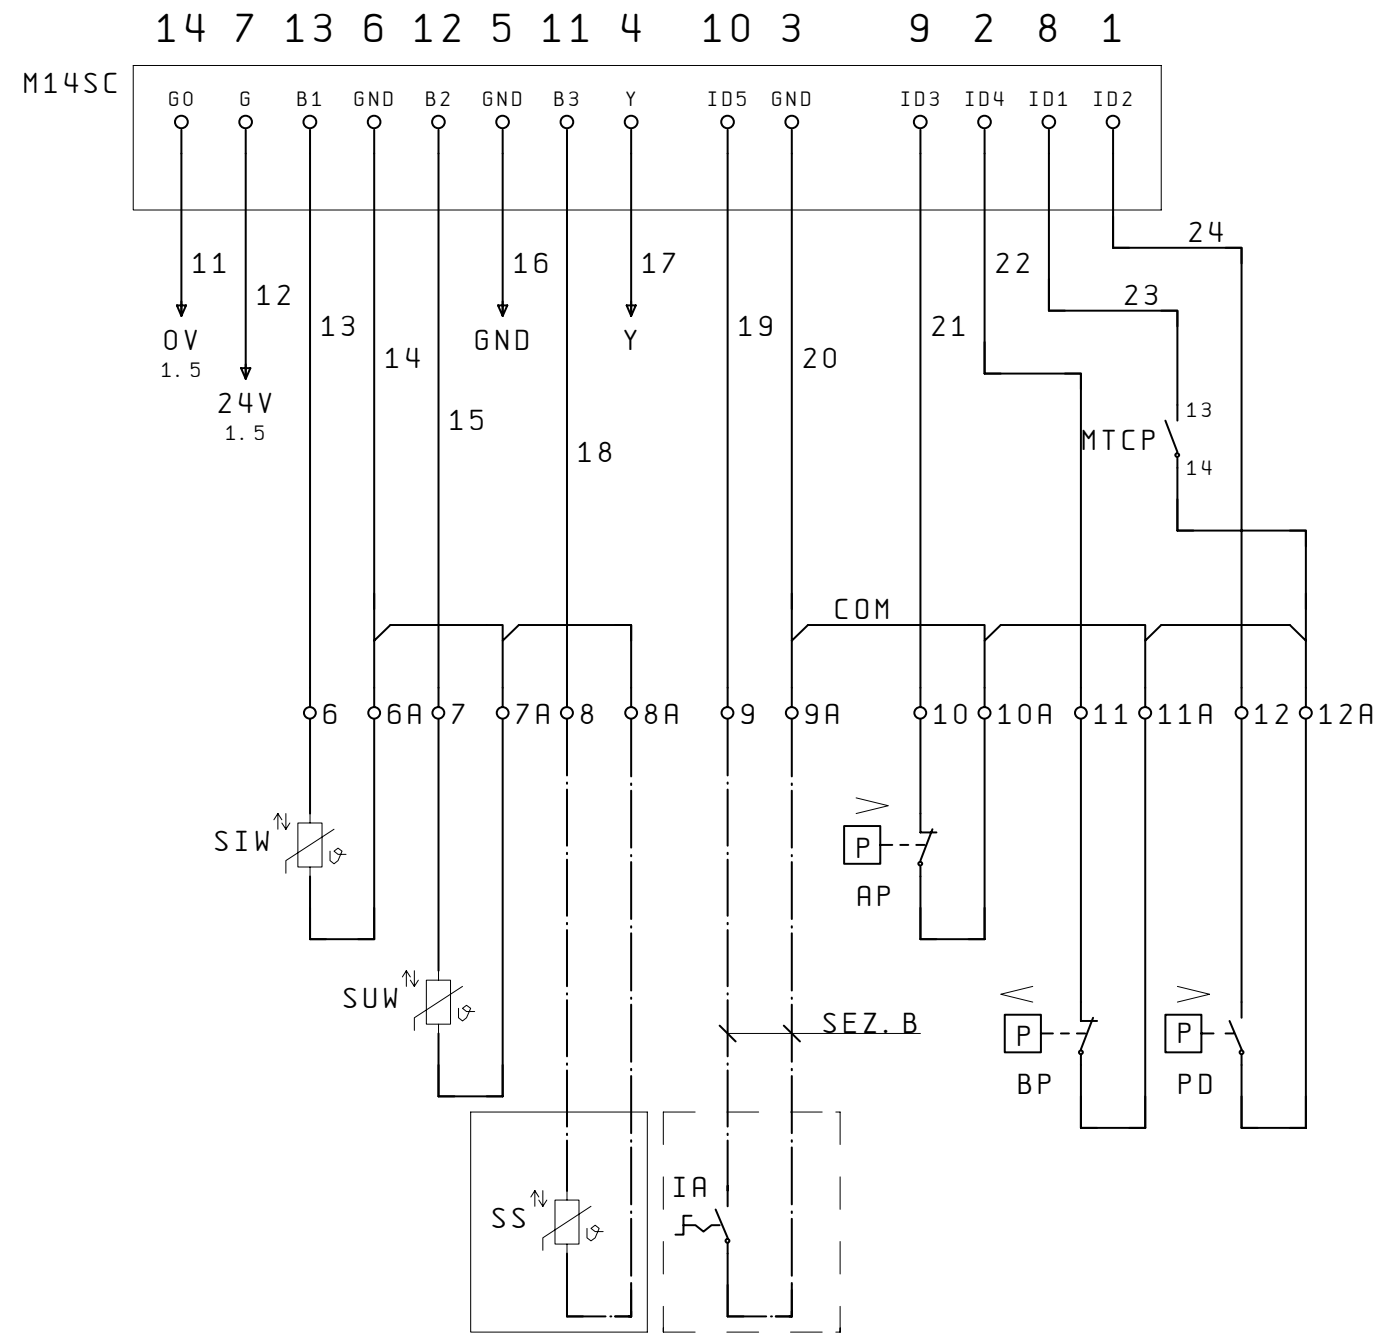 14 7 13 6 12 5 11 4 10 3 9 2 8 1
M14SC
G0 G B1 GND B2 GND B3 Y ID5 GND ID3 ID4 ID1 ID2
24
11 16 17 22
12 23
13 19 21
0V GND Y
1.5
14 20
24V
1.5
13
15
MTCP
18
14
COM
6 6A 7 7A 8 8A 9 9A 10 10A 11 11A 12 12A
>
SIW ϑ
P
AP
SUW ϑ
< >
SEZ.B
P P
BP PD
IA
SS ϑ